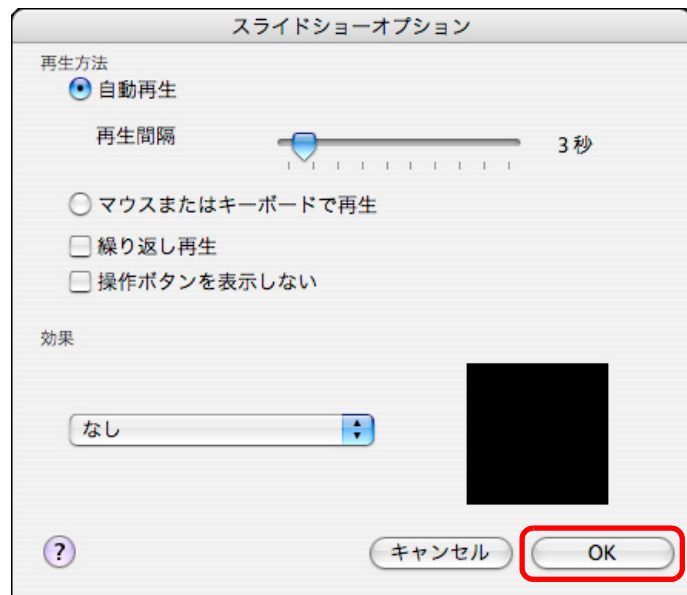 スライドショーオプション
再生方法
自動再生
再生間隔 3秒
マウスまたはキーボードで再生
繰り返し再生
操作ボタンを表示しない
効果
なし
? キャンセル OK